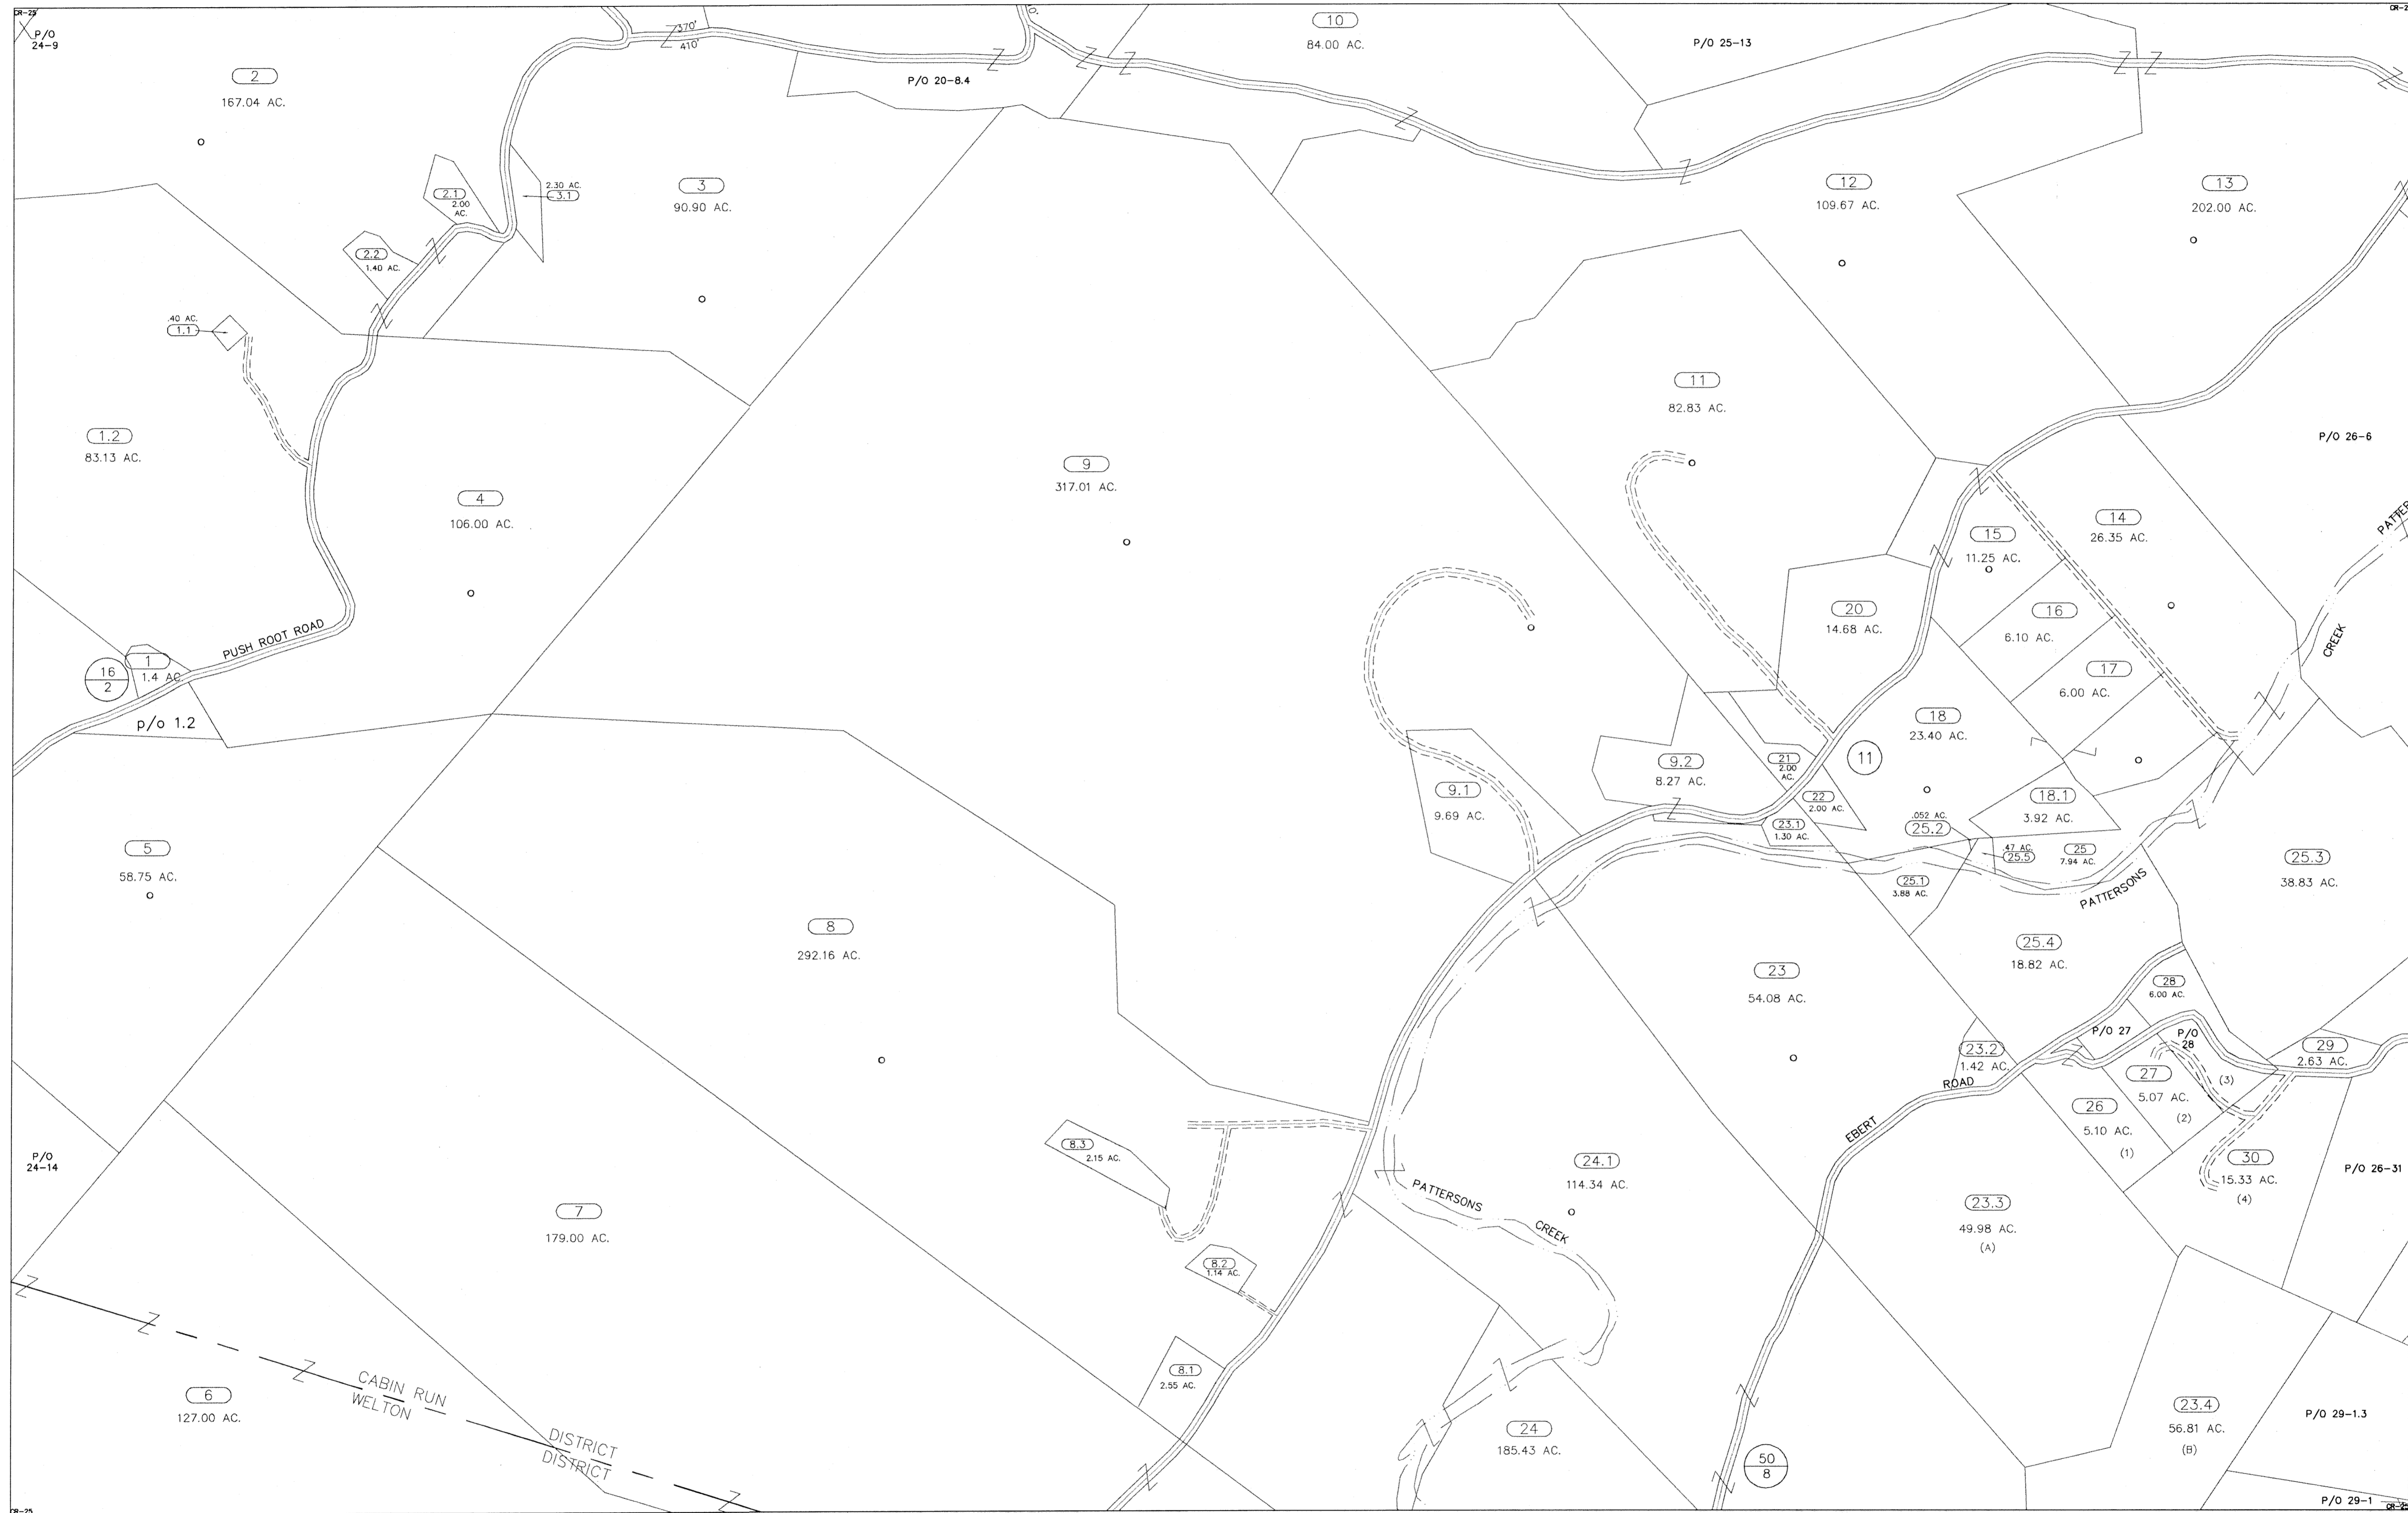 CR-25
P/O
24-9
2
167.04 AC.
370'
410'
P/O 20-8.4
10
84.00 AC.
P/O 25-13
2.1
2.00
AC.
2.30 AC.
3.1
3
90.90 AC.
12
109.67 AC.
13
202.00 AC.
2.2
1.40 AC.
.40 AC.
1.1
1.2
83.13 AC.
4
106.00 AC.
9
317.01 AC.
11
82.83 AC.
P/O 26-6
15
11.25 AC.
14
26.35 AC.
20
14.68 AC.
16
6.10 AC.
CREEK
PUSH ROOT ROAD
16
2
1
1.4 AC.
p/o 1.2
17
6.00 AC.
18
23.40 AC.
11
9.2
8.27 AC.
21
2.00
AC.
9.1
9.69 AC.
22
2.00 AC.
23.1
1.30 AC.
18.1
3.92 AC.
.052 AC.
25.2
.47 AC.
25.5
25
7.94 AC.
25.1
3.88 AC.
PATTERSONS
25.3
38.83 AC.
5
58.75 AC.
8
292.16 AC.
25.4
18.82 AC.
23
54.08 AC.
28
6.00 AC.
P/O 27
P/O
28
23.2
1.42 AC.
29
2.63 AC.
ROAD
EBERT
27
5.07 AC.
(2)
(3)
26
5.10 AC.
(1)
P/O
24-14
8.3
2.15 AC.
24.1
114.34 AC.
30
15.33 AC.
(4)
P/O 26-31
PATTERSONS
CREEK
7
179.00 AC.
23.3
49.98 AC.
(A)
8.2
1.14 AC.
8.1
2.55 AC.
6
127.00 AC.
CABIN RUN
WELTON
DISTRICT
DISTRICT
24
185.43 AC.
23.4
56.81 AC.
(B)
P/O 29-1.3
50
8
P/O 29-1
CR-25
CR-25